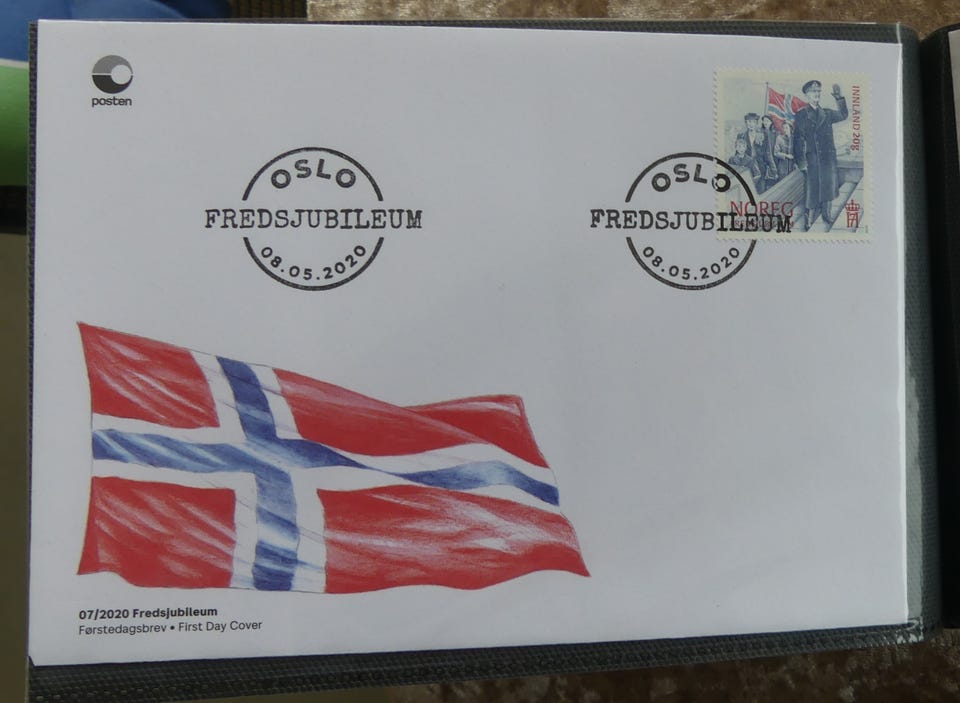 posten
INNLAND 20g
OSLO
FREDSJUBILEUM
08.05.2020
OSLO
FREDSJUBILEUM
08.05.2020
NOREG
07/2020 Fredsjubileum
Førstedagsbrev • First Day Cover